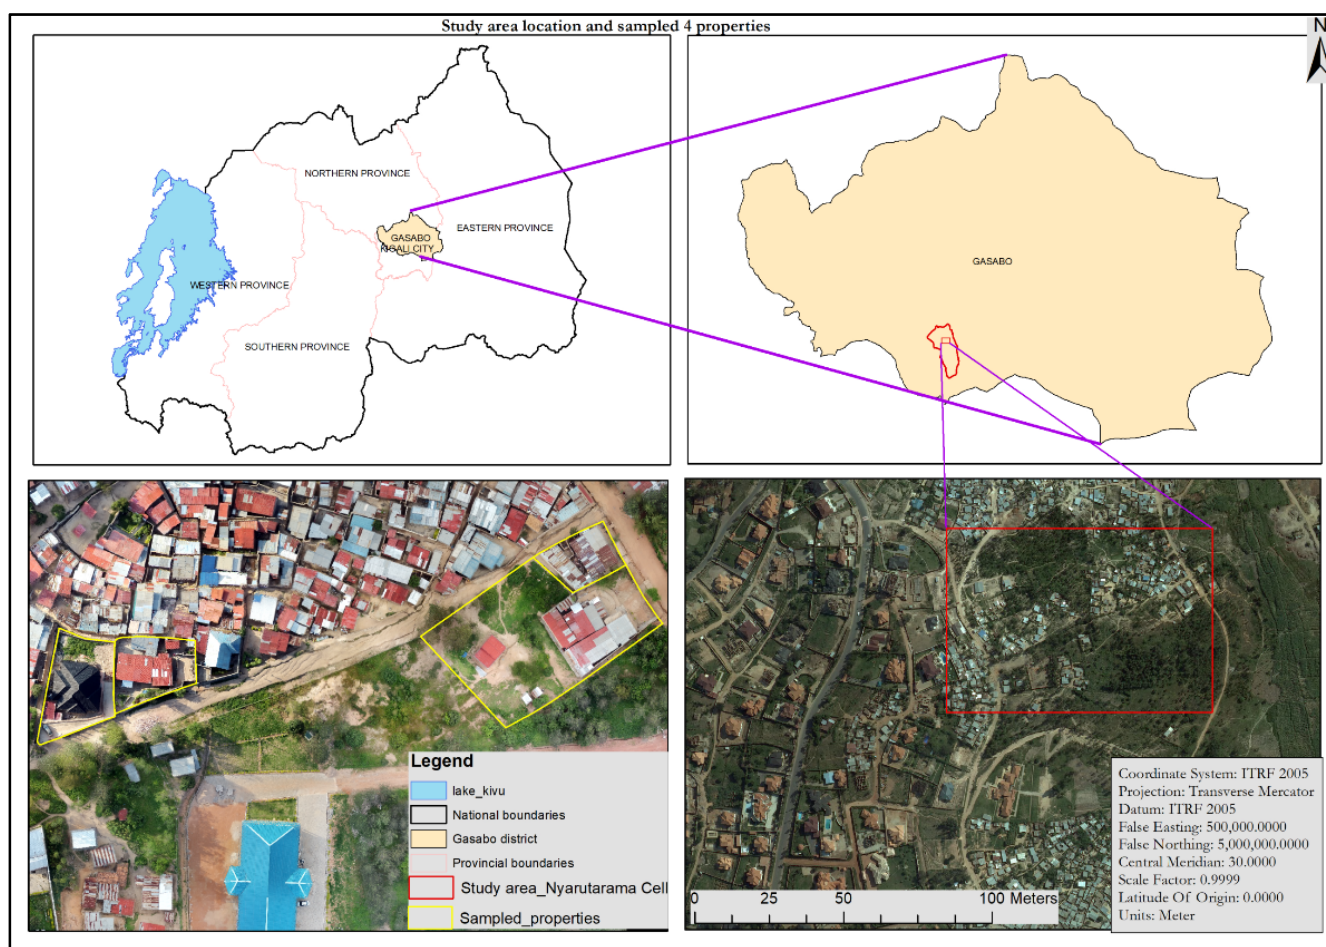 Study area location and sampled 4 properties
N
NORTHERN PROVINCE
GASABO
KIGALI CITY
EASTERN PROVINCE
WESTERN PROVINCE
SOUTHERN PROVINCE
GASABO
Legend
lake_kivu
National boundaries
Gasabo district
Provincial boundaries
Study area_Nyarutarama Cell
Sampled_properties
0 25 50 100 Meters
Coordinate System: ITRF 2005
Projection: Transverse Mercator
Datum: ITRF 2005
False Easting: 500,000.0000
False Northing: 5,000,000.0000
Central Meridian: 30.0000
Scale Factor: 0.9999
Latitude Of Origin: 0.0000
Units: Meter